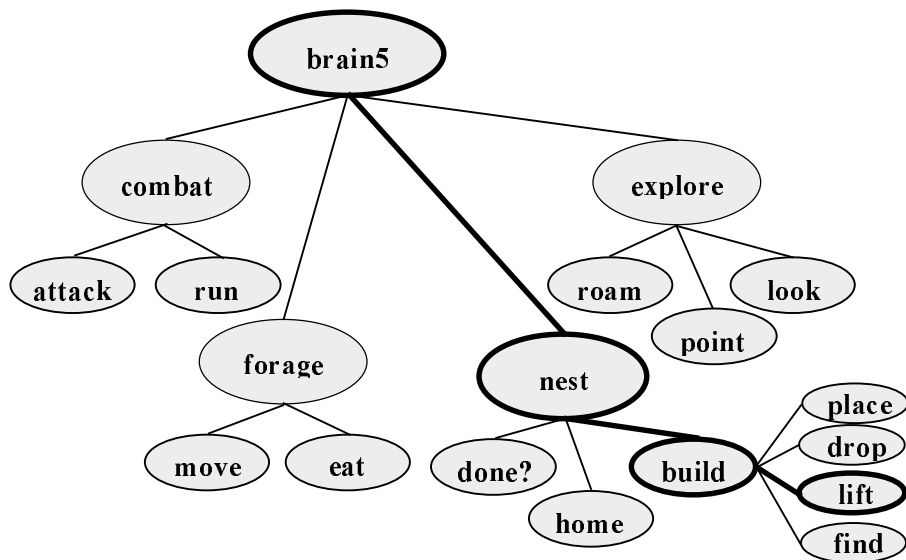 brain5
combat
explore
attack
run
roam
look
point
forage
nest
place
move
eat
done?
build
drop
lift
home
find